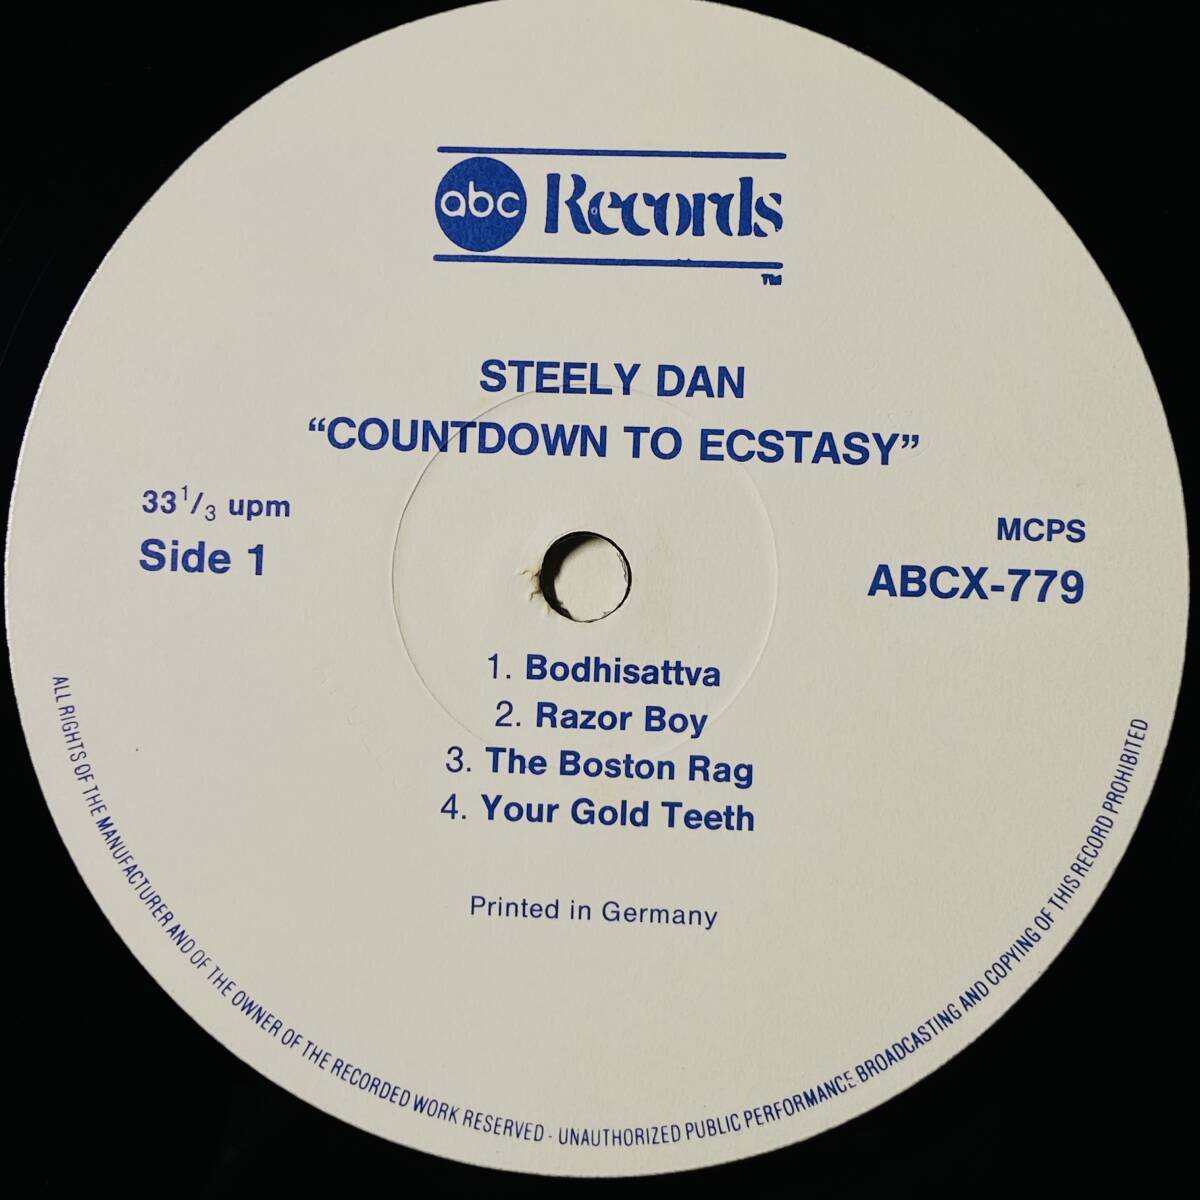 abc Records
TM
STEELY DAN
“COUNTDOWN TO ECSTASY”
33 1/3 upm
Side 1
MCPS
ABCX-779
1. Bodhisattva
2. Razor Boy
3. The Boston Rag
4. Your Gold Teeth
Printed in Germany
ALL RIGHTS OF THE MANUFACTURER AND OF THE OWNER OF THE RECORDED WORK RESERVED - UNAUTHORIZED PUBLIC PERFORMANCE BROADCASTING AND COPYING OF THIS RECORD PROHIBITED